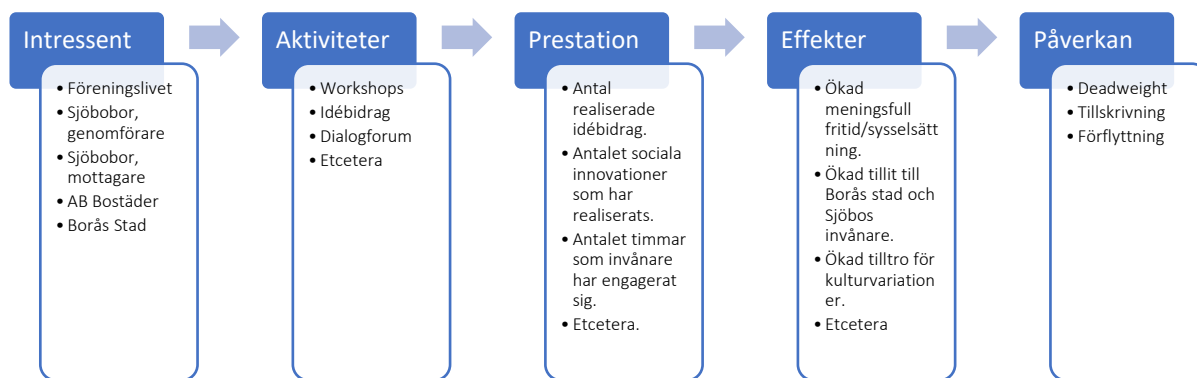 Intressent
• Föreningslivet
• Sjöbobor,
genomförare
• Sjöbobor,
mottagare
• AB Bostäder
• Borås Stad
Aktiviteter
• Workshops
• Idébidrag
• Dialogforum
• Etcetera
Prestation
• Antal
realiserade
idébidrag.
• Antalet sociala
innovationer
som har
realiserats.
• Antalet timmar
som invånare
har engagerat
sig.
• Etcetera.
Effekter
• Ökad
meningsfull
fritid/sysselsätt
ning.
• Ökad tillit till
Borås stad och
Sjöbos
invånare.
• Ökad tilltro för
kulturvariation
er.
• Etcetera
Påverkan
• Deadweight
• Tillskrivning
• Förflyttning